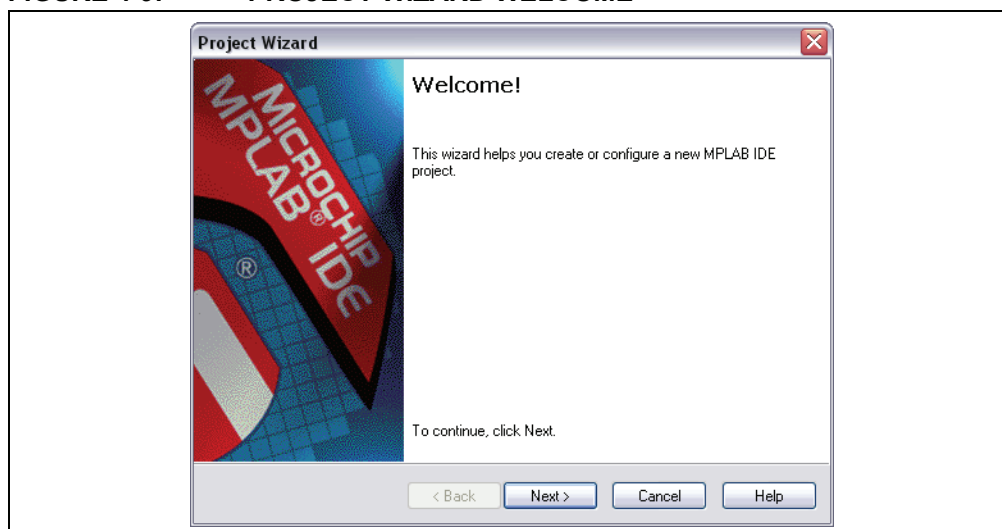 Project Wizard
MICROCHIP
MPLAB® IDE
®
Welcome!
This wizard helps you create or configure a new MPLAB IDE
project.
To continue, click Next.
< Back Next > Cancel Help